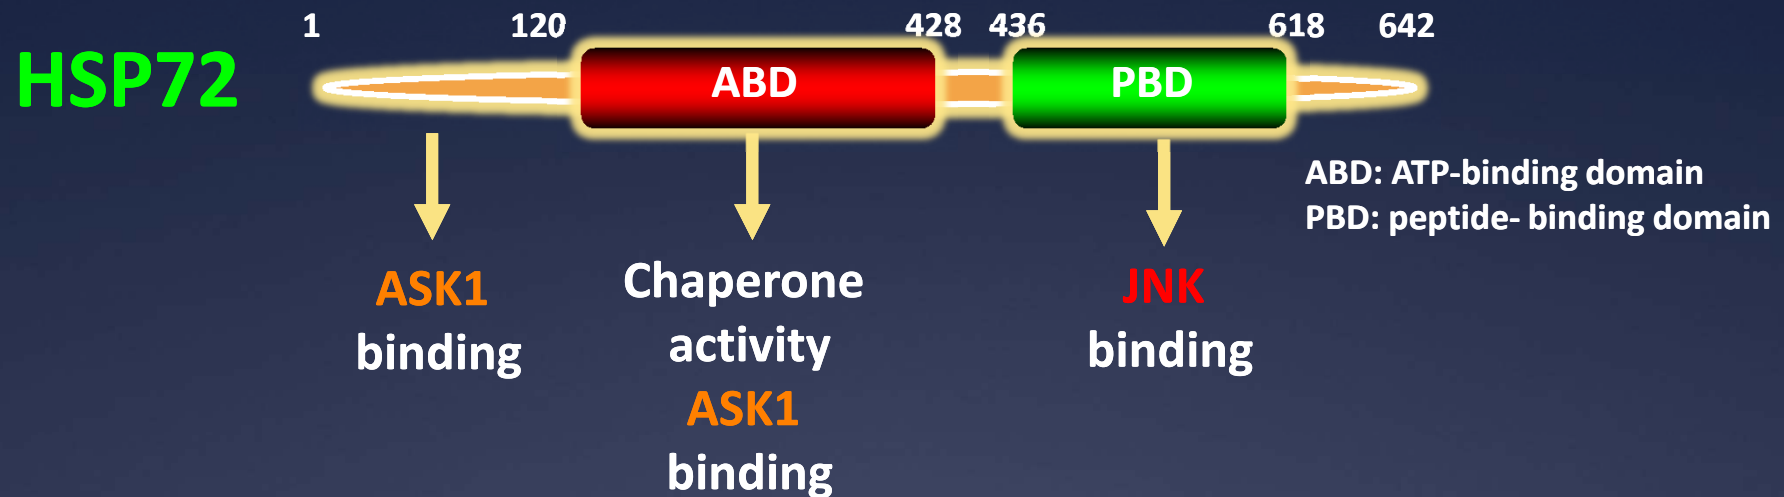 1 120 428 436 618 642
HSP72
ABD PBD
ABD: ATP-binding domain
PBD: peptide- binding domain
ASK1
binding
Chaperone
activity
ASK1
binding
JNK
binding